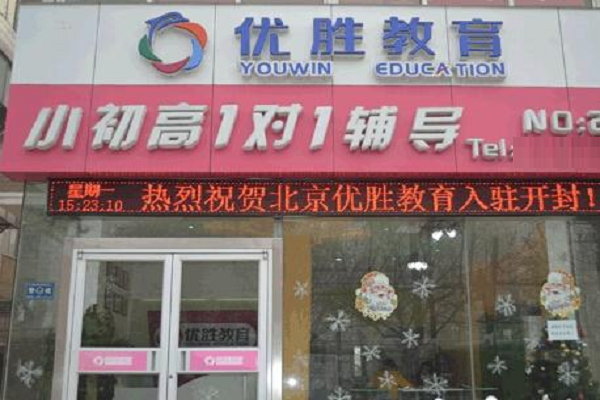 优胜教育
YOUWIN EDUCATION
小初高1对1辅导
NO:
Tel:
星期一
15:23:10
热烈祝贺北京优胜教育入驻开封!
优胜教育